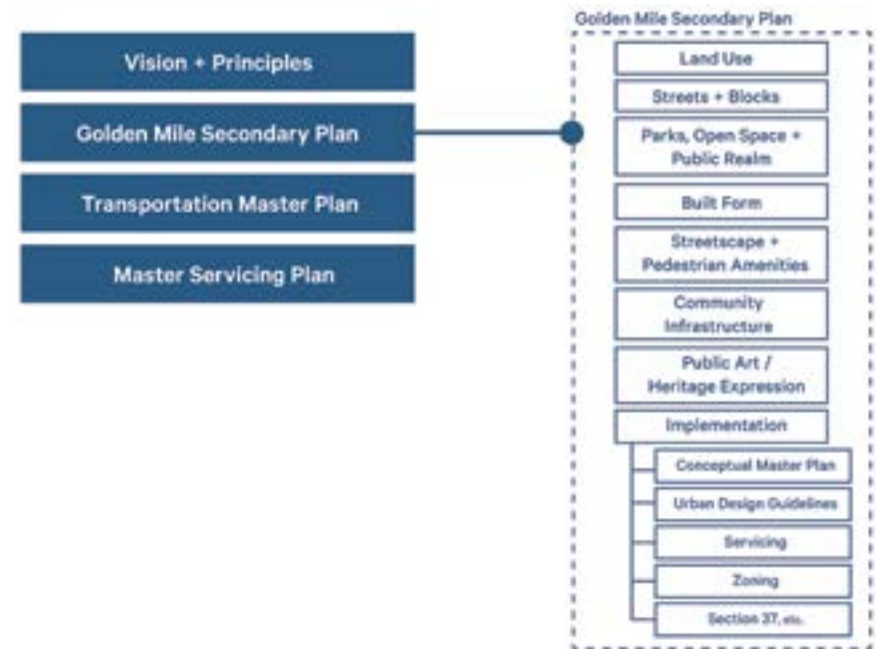 Golden Mile Secondary Plan
Vision + Principles
Golden Mile Secondary Plan
Transportation Master Plan
Master Servicing Plan
Land Use
Streets + Blocks
Parks, Open Space +
Public Realm
Built Form
Streetscape +
Pedestrian Amenities
Community
Infrastructure
Public Art /
Heritage Expression
Implementation
Conceptual Master Plan
Urban Design Guidelines
Servicing
Zoning
Section 37, etc.